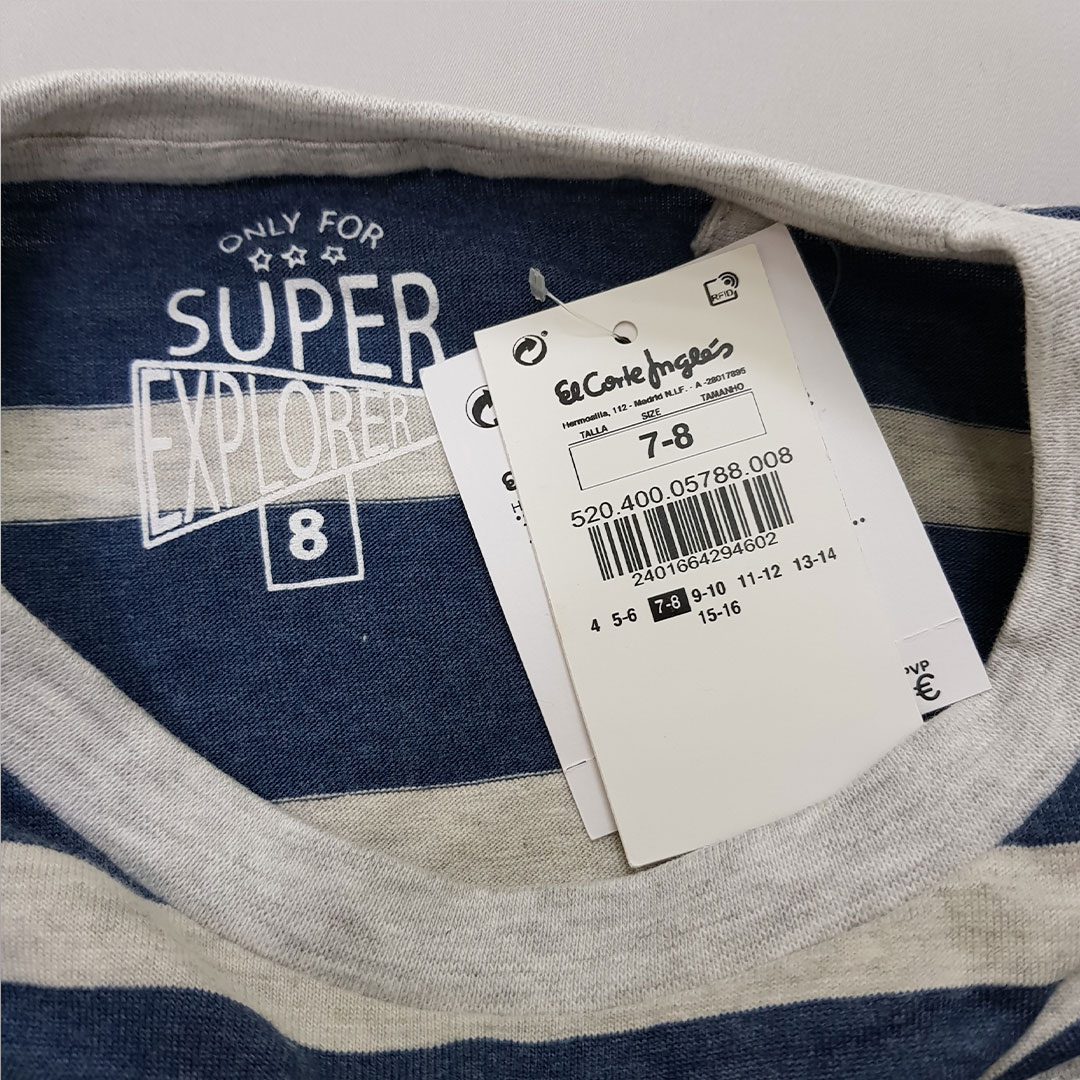 ONLY FOR
SUPER
EXPLORER
8
RFID
El Corte Inglés
Hermosilla, 112 - Madrid N.I.F. - A -28017895
TALLA SIZE TAMANHO
7-8
520.400.05788.008
2401664294602
4 5-6 7-8 9-10 11-12 13-14
15-16
PVP
€